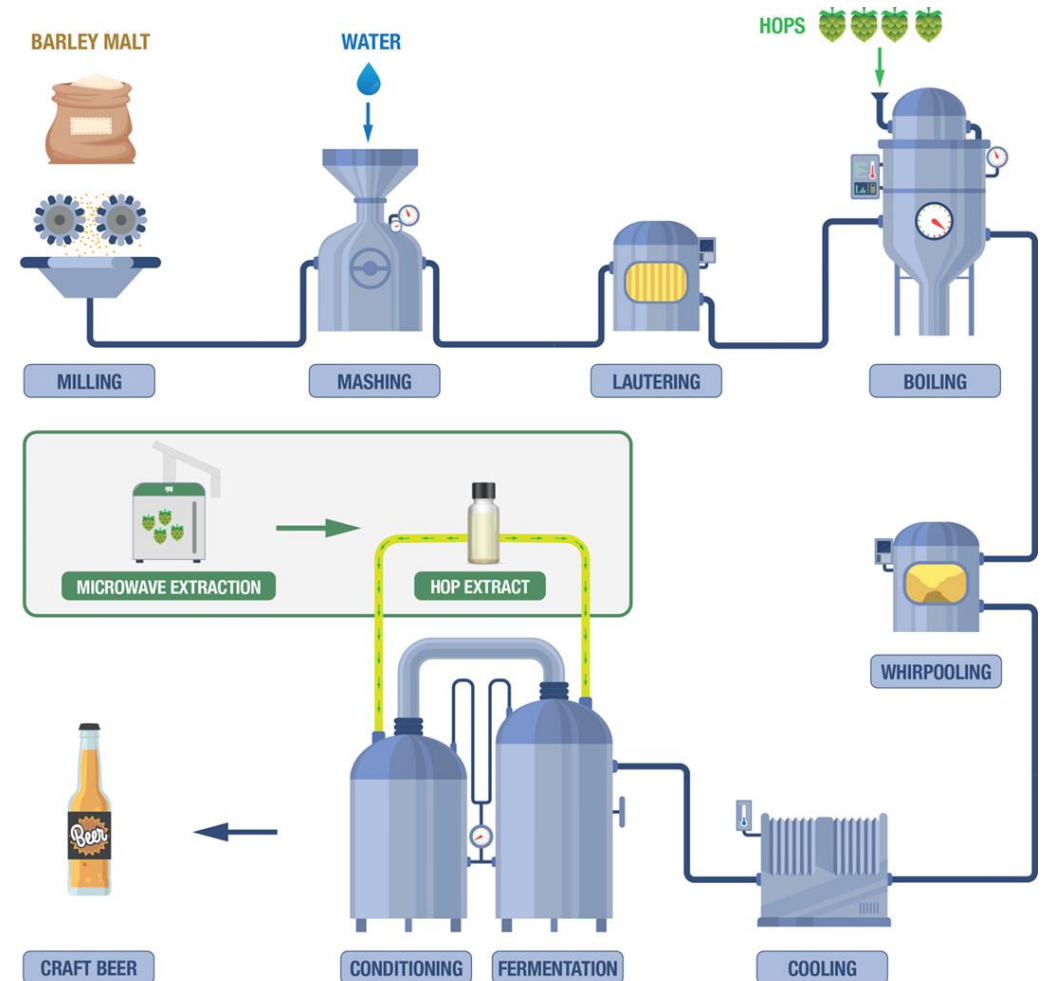 BARLEY MALT
WATER
HOPS
MILLING
MASHING
LAUTERING
BOILING
MICROWAVE EXTRACTION
HOP EXTRACT
WHIRPOOLING
Beer
CRAFT BEER
CONDITIONING
FERMENTATION
COOLING